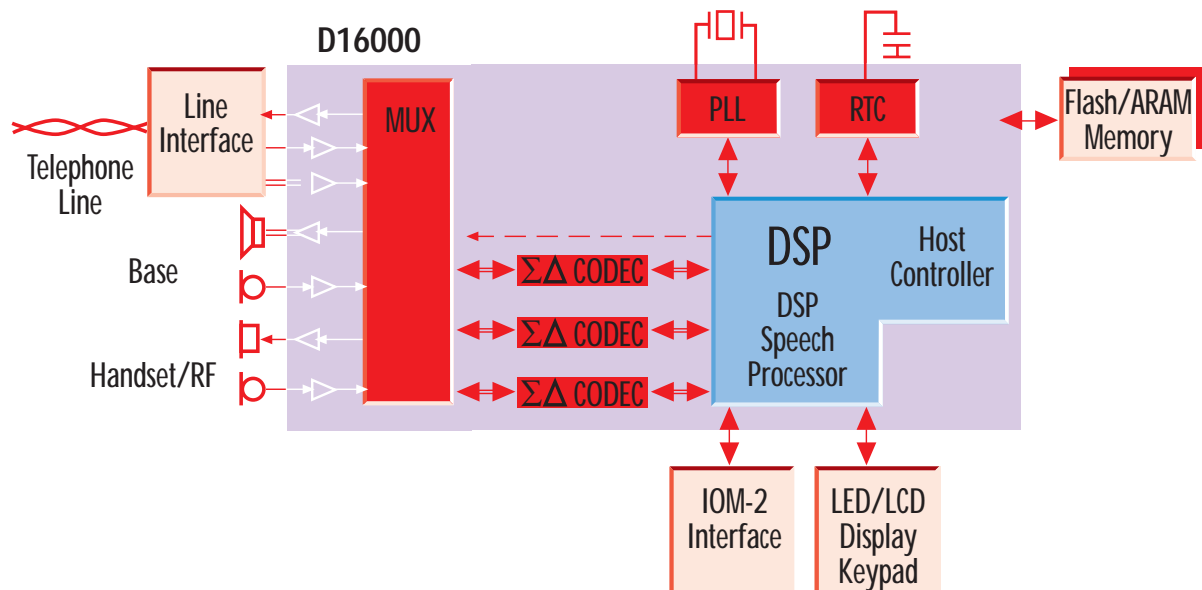 D16000
Line
Interface
MUX
PLL
RTC
Flash/ARAM
Memory
Telephone
Line
Base
Handset/RF
ΣΔ CODEC
ΣΔ CODEC
ΣΔ CODEC
DSP
DSP
Speech
Processor
Host
Controller
IOM-2
Interface
LED/LCD
Display
Keypad